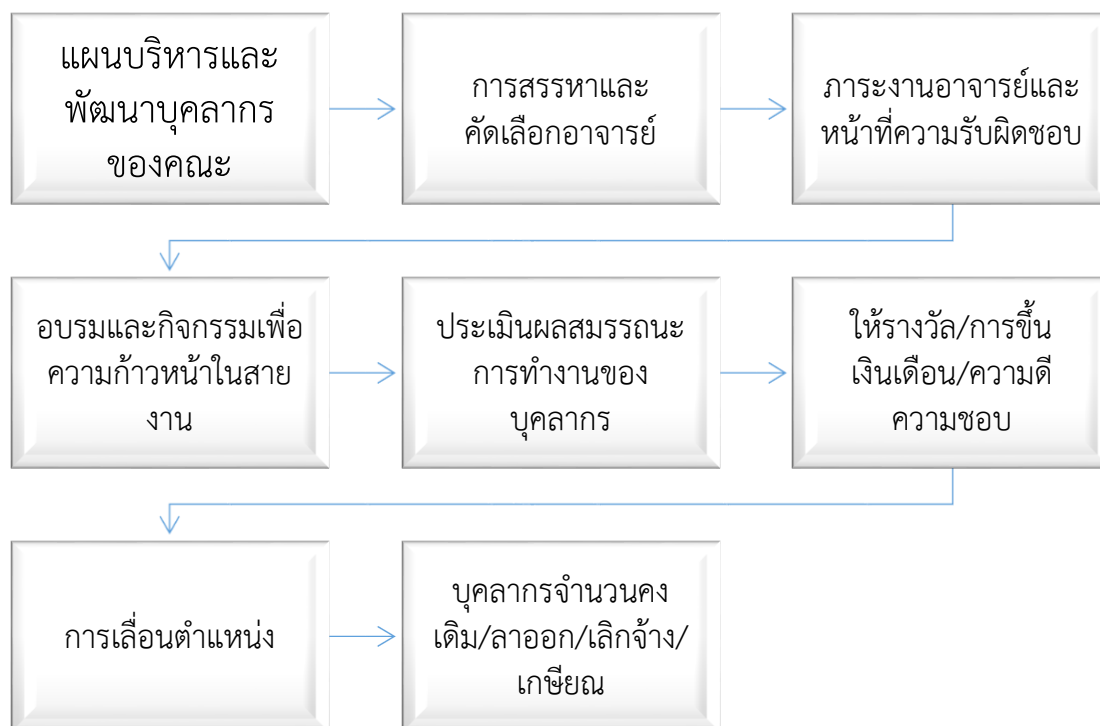 แผนบริหารและ
พัฒนาบุคลากร
ของคณะ
การสรรหาและ
คัดเลือกอาจารย์
ภาระงานอาจารย์และ
หน้าที่ความรับผิดชอบ
อบรมและกิจกรรมเพื่อ
ความก้าวหน้าในสาย
งาน
ประเมินผลสมรรถนะ
การทำงานของ
บุคลากร
ให้รางวัล/การขึ้น
เงินเดือน/ความดี
ความชอบ
การเลื่อนตำแหน่ง
บุคลากรจำนวนคง
เดิม/ลาออก/เลิกจ้าง/
เกษียณ